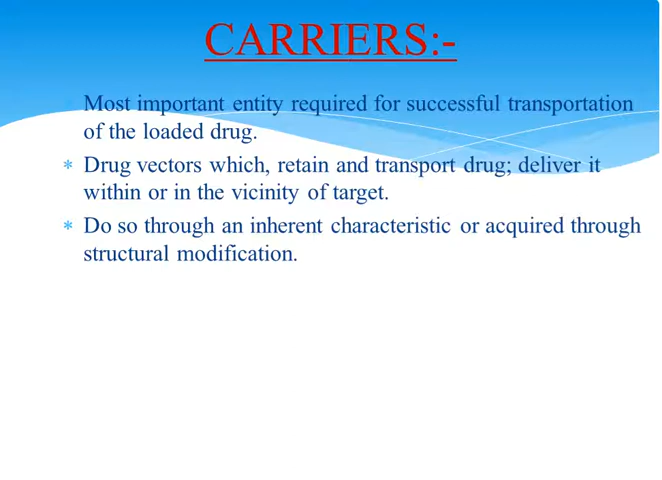 CARRIERS:-
Most important entity required for successful transportation
of the loaded drug.
* Drug vectors which, retain and transport drug; deliver it
within or in the vicinity of target.
* Do so through an inherent characteristic or acquired through
structural modification.